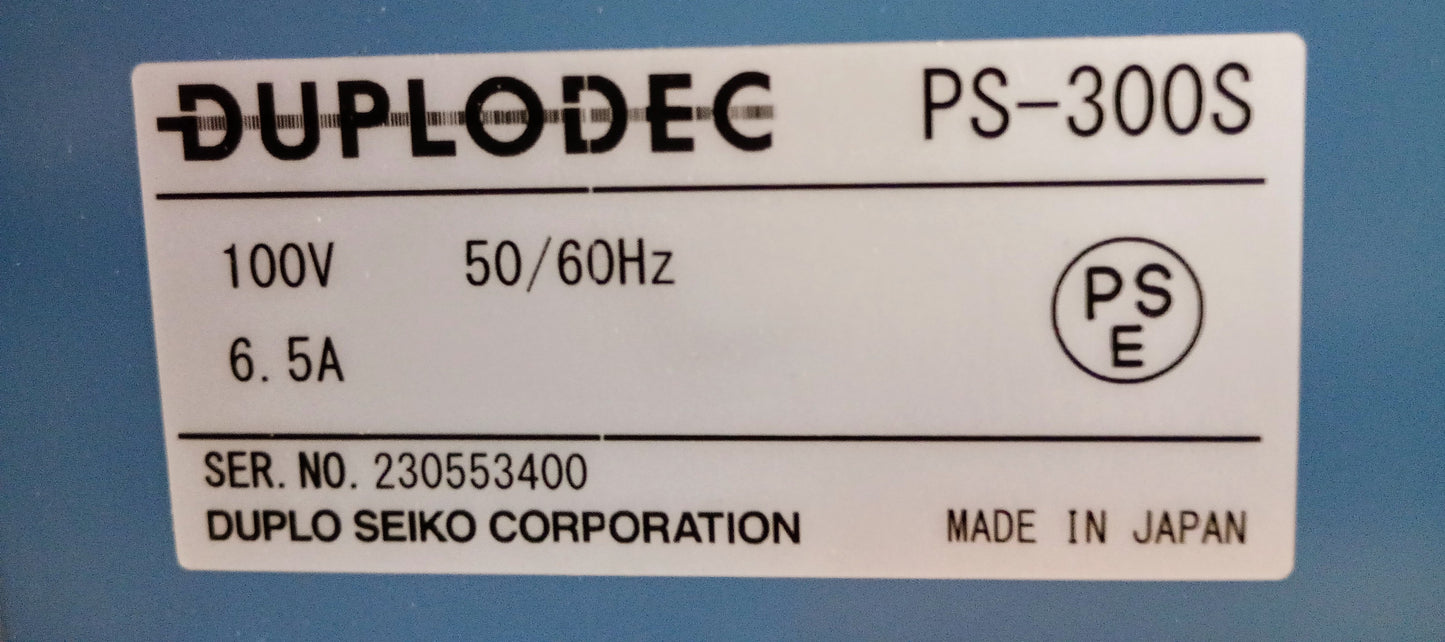 DUPLODEC PS-300S
100V 50/60Hz
PS
E
6.5A
SER. NO. 230553400
DUPLO SEIKO CORPORATION MADE IN JAPAN